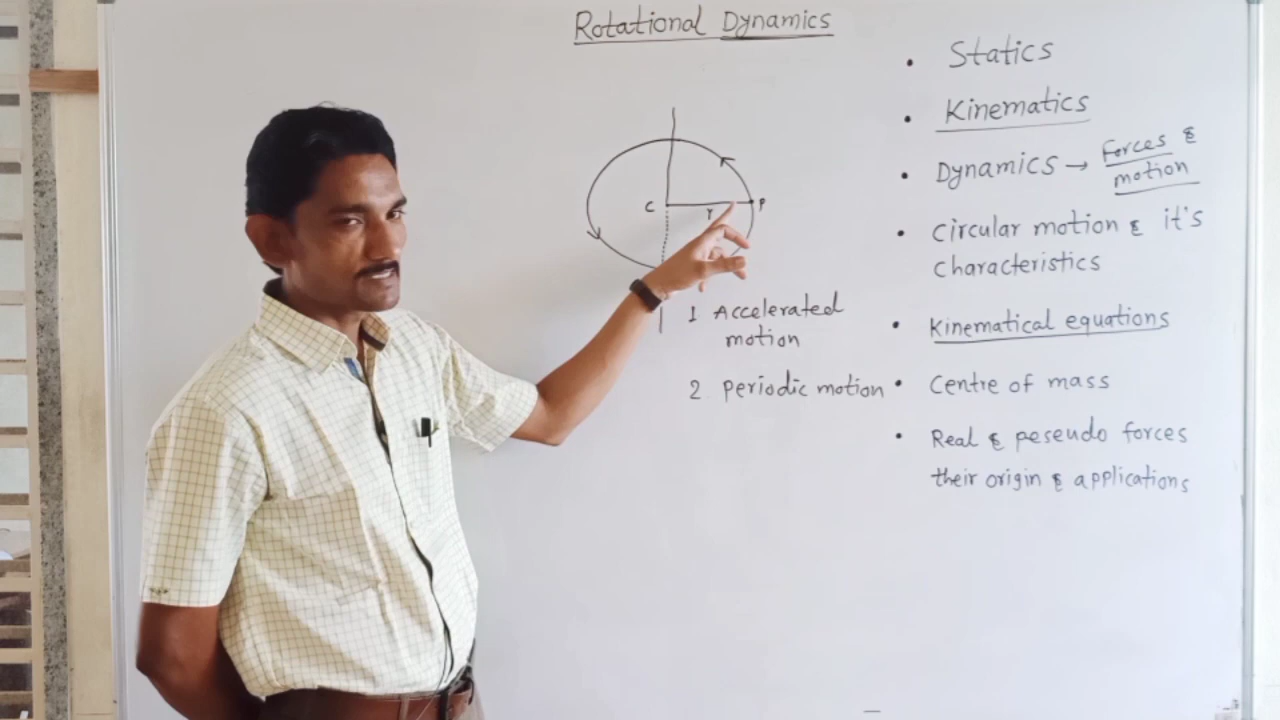 Rotational Dynamics
C
r
P
1 Accelerated
motion
2 Periodic motion
• Statics
• Kinematics
• Dynamics → Forces &
motion
• Circular motion & it's
characteristics
• Kinematical equations
• Centre of mass
• Real & peseudo forces
their origin & applications